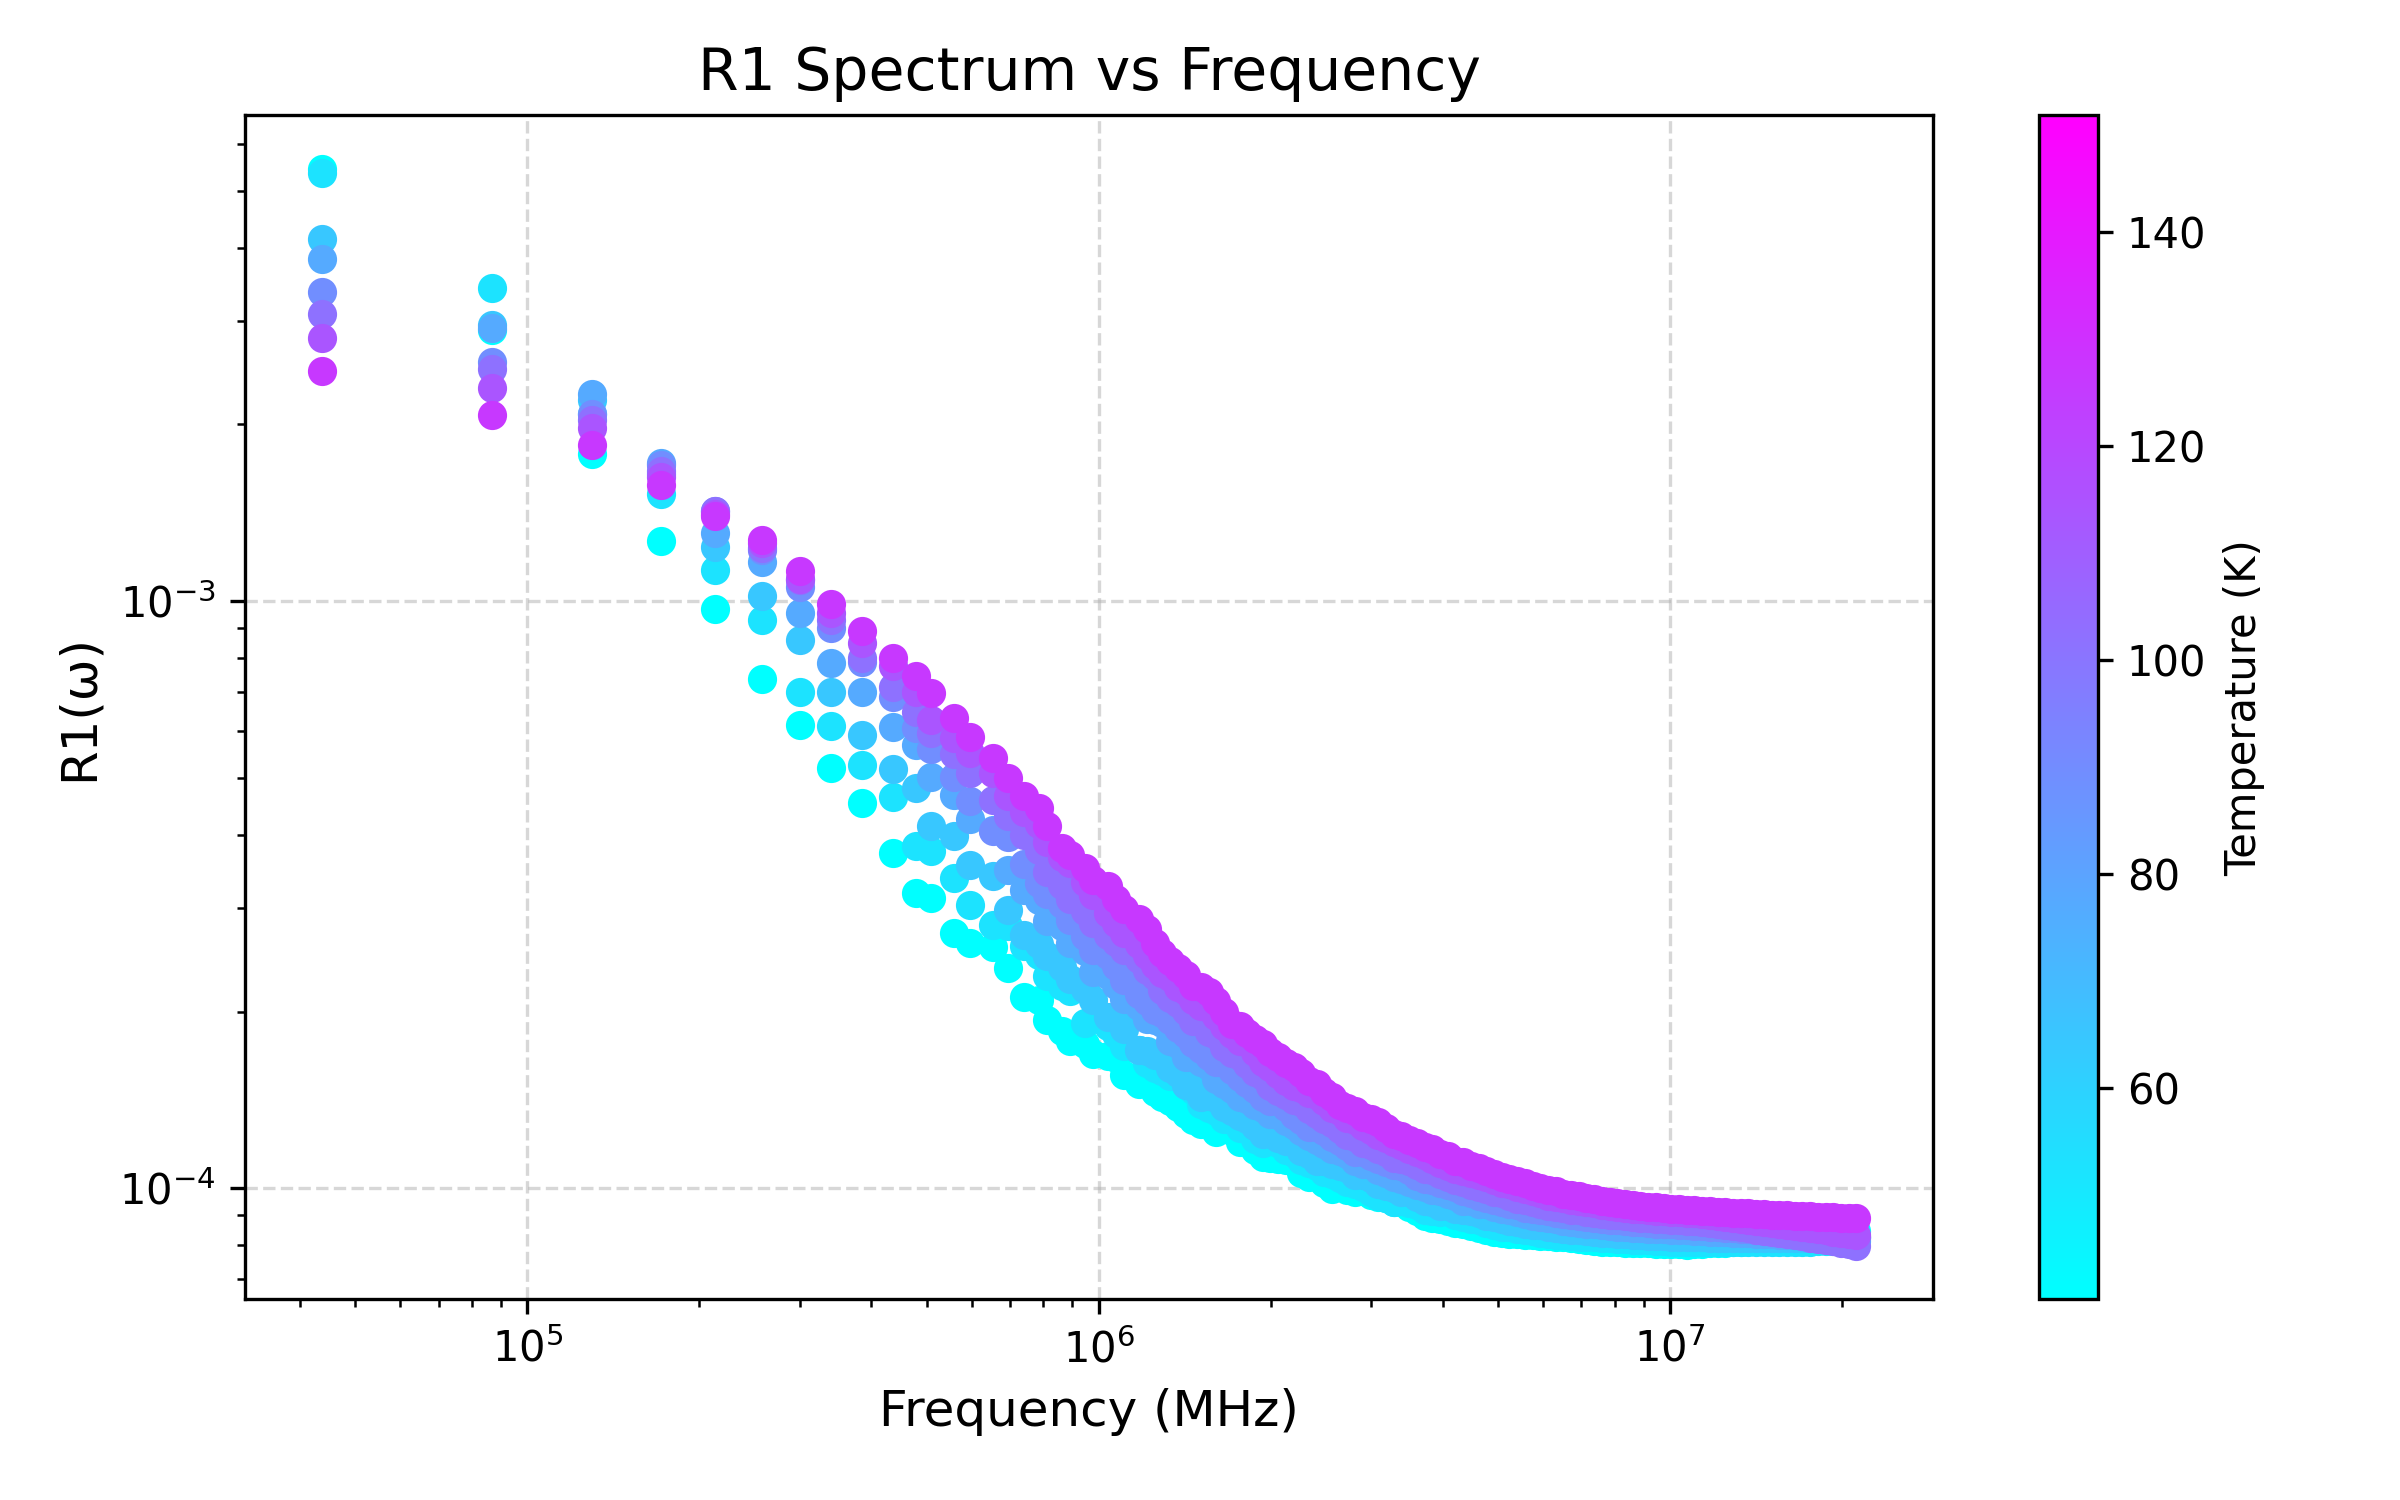 R1 Spectrum vs Frequency
R1(ω)
10⁻³
10⁻⁴
10⁵
10⁶
10⁷
Frequency (MHz)
140
120
100
80
60
Temperature (K)